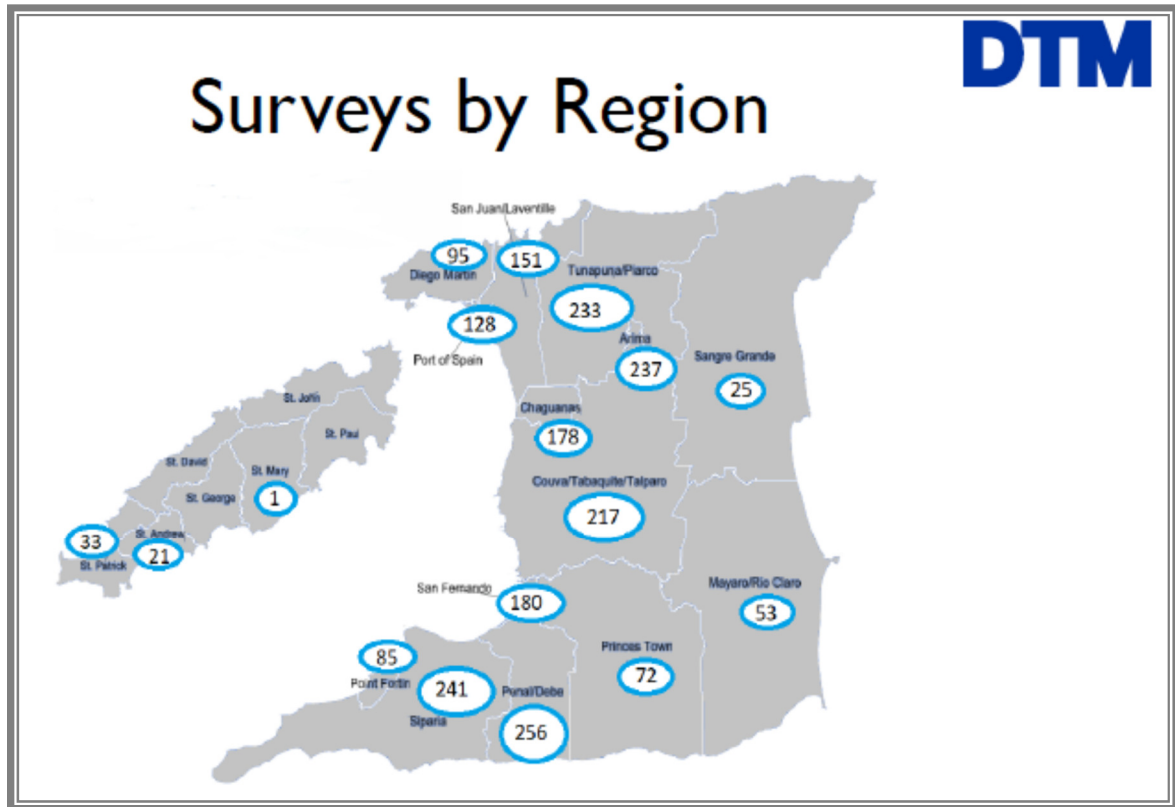 DTM
Surveys by Region
San Juan/Laventille
95
151
Diego Martin
Tunapuna/Piarco
233
128
Port of Spain
Arima
237
Sangre Grande
25
Chaguanas
178
St. John
St. Paul
St. David
St. Mary
St. George
1
Couva/Tabaquite/Talparo
217
33
St. Andrew
21
St. Patrick
San Fernando
180
Mayaro/Rio Claro
53
Princes Town
72
85
Point Fortin
241
Siparia
Penal/Debe
256